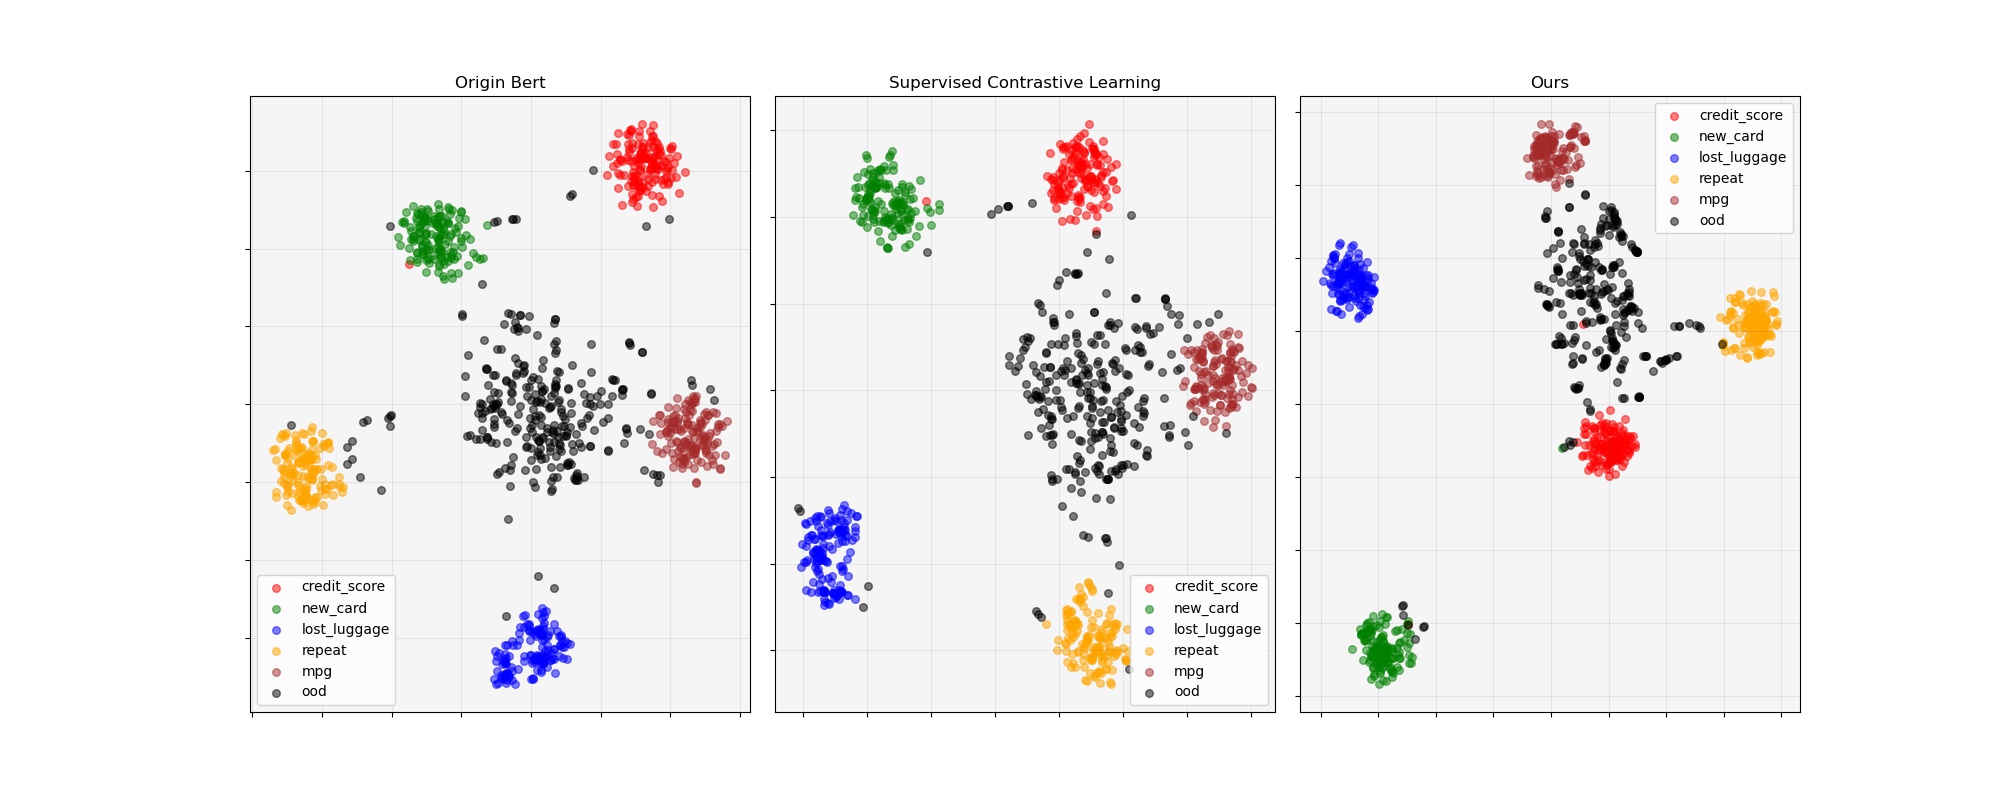 Origin Bert
credit_score
new_card
lost_luggage
repeat
mpg
ood
Supervised Contrastive Learning
credit_score
new_card
lost_luggage
repeat
mpg
ood
Ours
credit_score
new_card
lost_luggage
repeat
mpg
ood